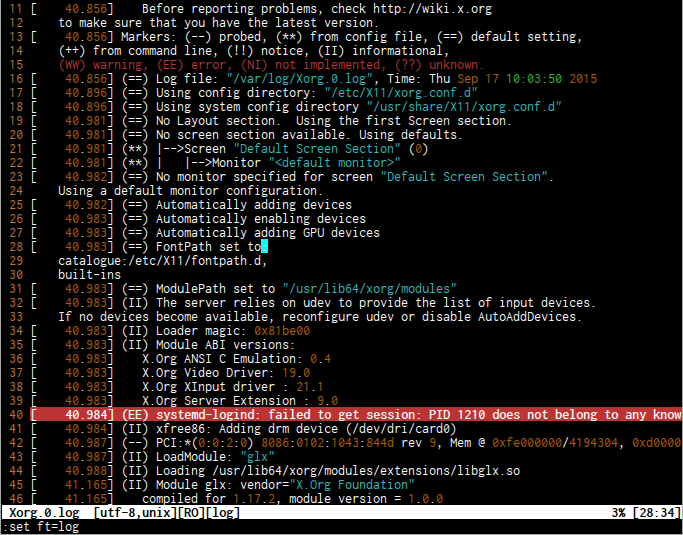 11 [    40.856]    Before reporting problems, check http://wiki.x.org
12    to make sure that you have the latest version.
13 [    40.856] Markers: (--) probed, (**) from config file, (==) default setting,
14    (++) from command line, (!!) notice, (II) informational,
15    (WW) warning, (EE) error, (NI) not implemented, (??) unknown.
16 [    40.856] (==) Log file: "/var/log/Xorg.0.log", Time: Thu Sep 17 10:03:50 2015
17 [    40.896] (==) Using config directory: "/etc/X11/xorg.conf.d"
18 [    40.896] (==) Using system config directory "/usr/share/X11/xorg.conf.d"
19 [    40.981] (==) No Layout section.  Using the first Screen section.
20 [    40.981] (==) No screen section available. Using defaults.
21 [    40.981] (**) |-->Screen "Default Screen Section" (0)
22 [    40.981] (**) |   |-->Monitor "<default monitor>"
23 [    40.982] (==) No monitor specified for screen "Default Screen Section".
24    Using a default monitor configuration.
25 [    40.982] (==) Automatically adding devices
26 [    40.983] (==) Automatically enabling devices
27 [    40.983] (==) Automatically adding GPU devices
28 [    40.983] (==) FontPath set to:
29    catalogue:/etc/X11/fontpath.d,
30    built-ins
31 [    40.983] (==) ModulePath set to "/usr/lib64/xorg/modules"
32 [    40.983] (II) The server relies on udev to provide the list of input devices.
33    If no devices become available, reconfigure udev or disable AutoAddDevices.
34 [    40.983] (II) Loader magic: 0x81be00
35 [    40.983] (II) Module ABI versions:
36 [    40.983]    X.Org ANSI C Emulation: 0.4
37 [    40.983]    X.Org Video Driver: 19.0
38 [    40.983]    X.Org XInput driver : 21.1
39 [    40.983]    X.Org Server Extension : 9.0
40 [    40.984] (EE) systemd-logind: failed to get session: PID 1210 does not belong to any know
41 [    40.984] (II) xfree86: Adding drm device (/dev/dri/card0)
42 [    40.987] (--) PCI:*(0:0:2:0) 8086:0102:1043:844d rev 9, Mem @ 0xfe000000/4194304, 0xd0000
43 [    40.987] (II) LoadModule: "glx"
44 [    40.988] (II) Loading /usr/lib64/xorg/modules/extensions/libglx.so
45 [    41.165] (II) Module glx: vendor="X.Org Foundation"
46 [    41.165]    compiled for 1.17.2, module version = 1.0.0
Xorg.0.log  [utf-8,unix][RO][log]    3% [28:34]
:set ft=log